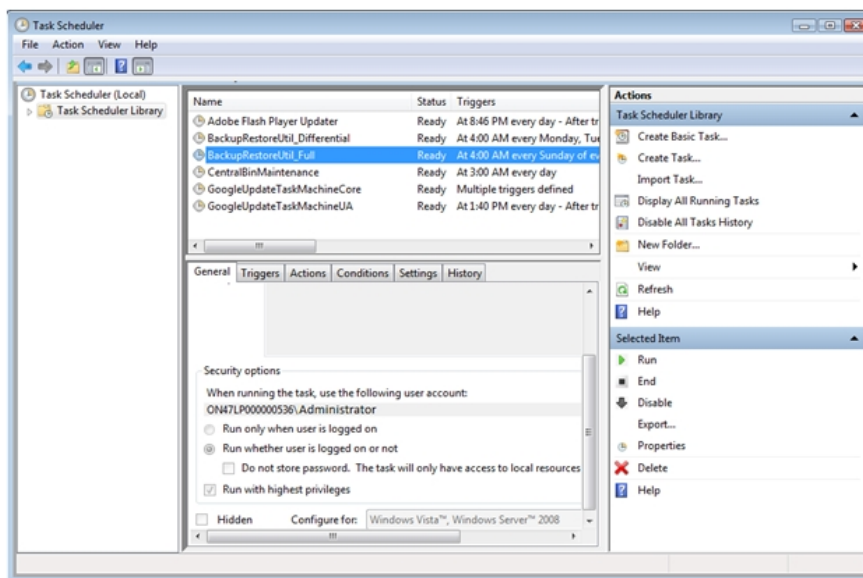 Task Scheduler
File Action View Help
Task Scheduler (Local)
Task Scheduler Library
Name Status Triggers
Adobe Flash Player Updater Ready At 8:46 PM every day - After tr
BackupRestoreUtil_Differential Ready At 4:00 AM every Monday, Tue
BackupRestoreUtil_Full Ready At 4:00 AM every Sunday of ev
CentralBinMaintenance Ready At 3:00 AM every day
GoogleUpdateTaskMachineCore Ready Multiple triggers defined
GoogleUpdateTaskMachineUA Ready At 1:40 PM every day - After tr
General Triggers Actions Conditions Settings History
Security options
When running the task, use the following user account:
ON47LP000000536\Administrator
Run only when user is logged on
Run whether user is logged on or not
Do not store password. The task will only have access to local resources
Run with highest privileges
Hidden Configure for: Windows Vista™, Windows Server™ 2008
Actions
Task Scheduler Library
Create Basic Task...
Create Task...
Import Task...
Display All Running Tasks
Disable All Tasks History
New Folder...
View
Refresh
Help
Selected Item
Run
End
Disable
Export...
Properties
Delete
Help